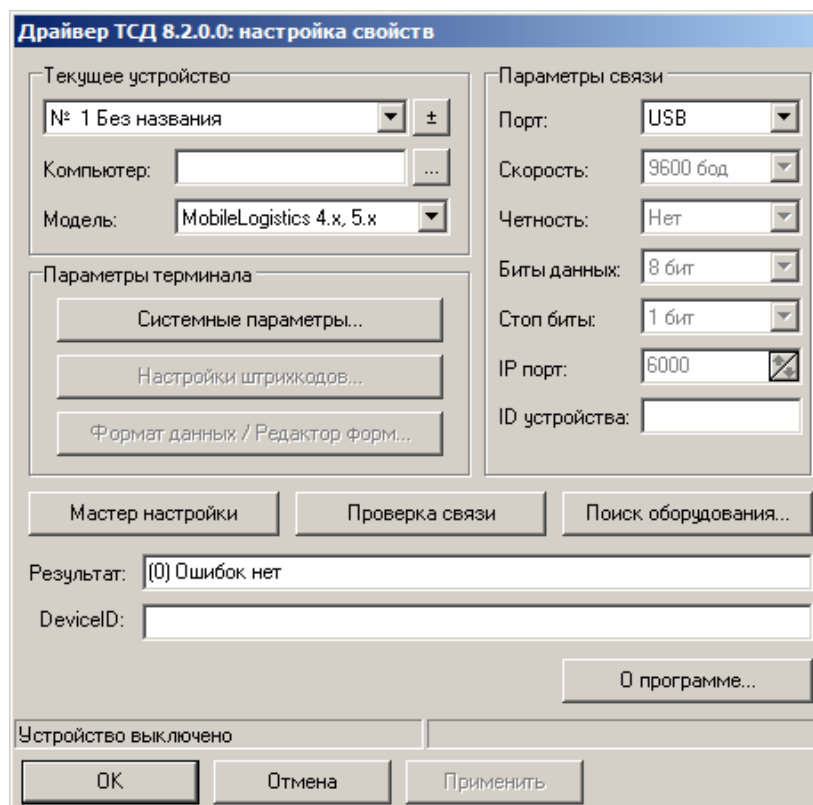 Драйвер ТСД 8.2.0.0: настройка свойств
Текущее устройство
№ 1 Без названия
±
Компьютер:
...
Модель:
MobileLogistics 4.x, 5.x
Параметры связи
Порт:
USB
Скорость:
9600 бод
Четность:
Нет
Биты данных:
8 бит
Стоп биты:
1 бит
IP порт:
6000
ID устройства:
Параметры терминала
Системные параметры...
Настройки штрихкодов...
Формат данных / Редактор форм...
Мастер настройки
Проверка связи
Поиск оборудования...
Результат:
(0) Ошибок нет
DeviceID:
О программе...
Устройство выключено
OK
Отмена
Применить